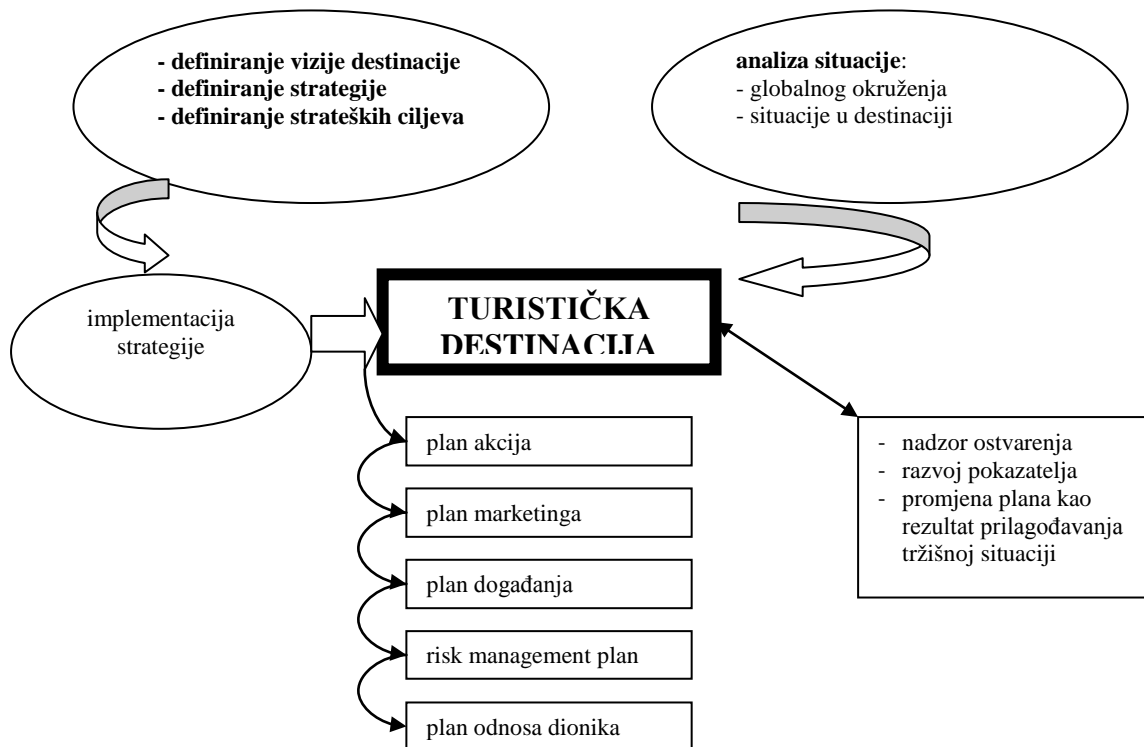 - definiranje vizije destinacije
- definiranje strategije
- definiranje strateških ciljeva
analiza situacije:
- globalnog okruženja
- situacije u destinaciji
implementacija
strategije
TURISTIČKA
DESTINACIJA
plan akcija
plan marketinga
plan događanja
risk management plan
plan odnosa dionika
- nadzor ostvarenja
- razvoj pokazatelja
- promjena plana kao
rezultat prilagođavanja
tržišnoj situaciji